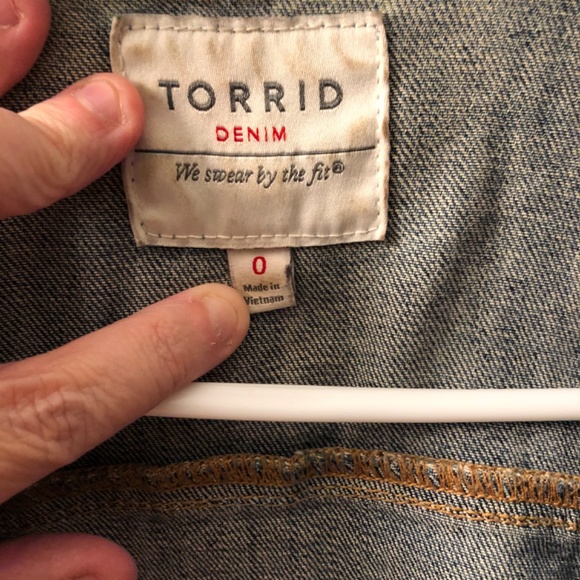 TORRID
DENIM
We swear by the fit®
0
Made in
Vietnam